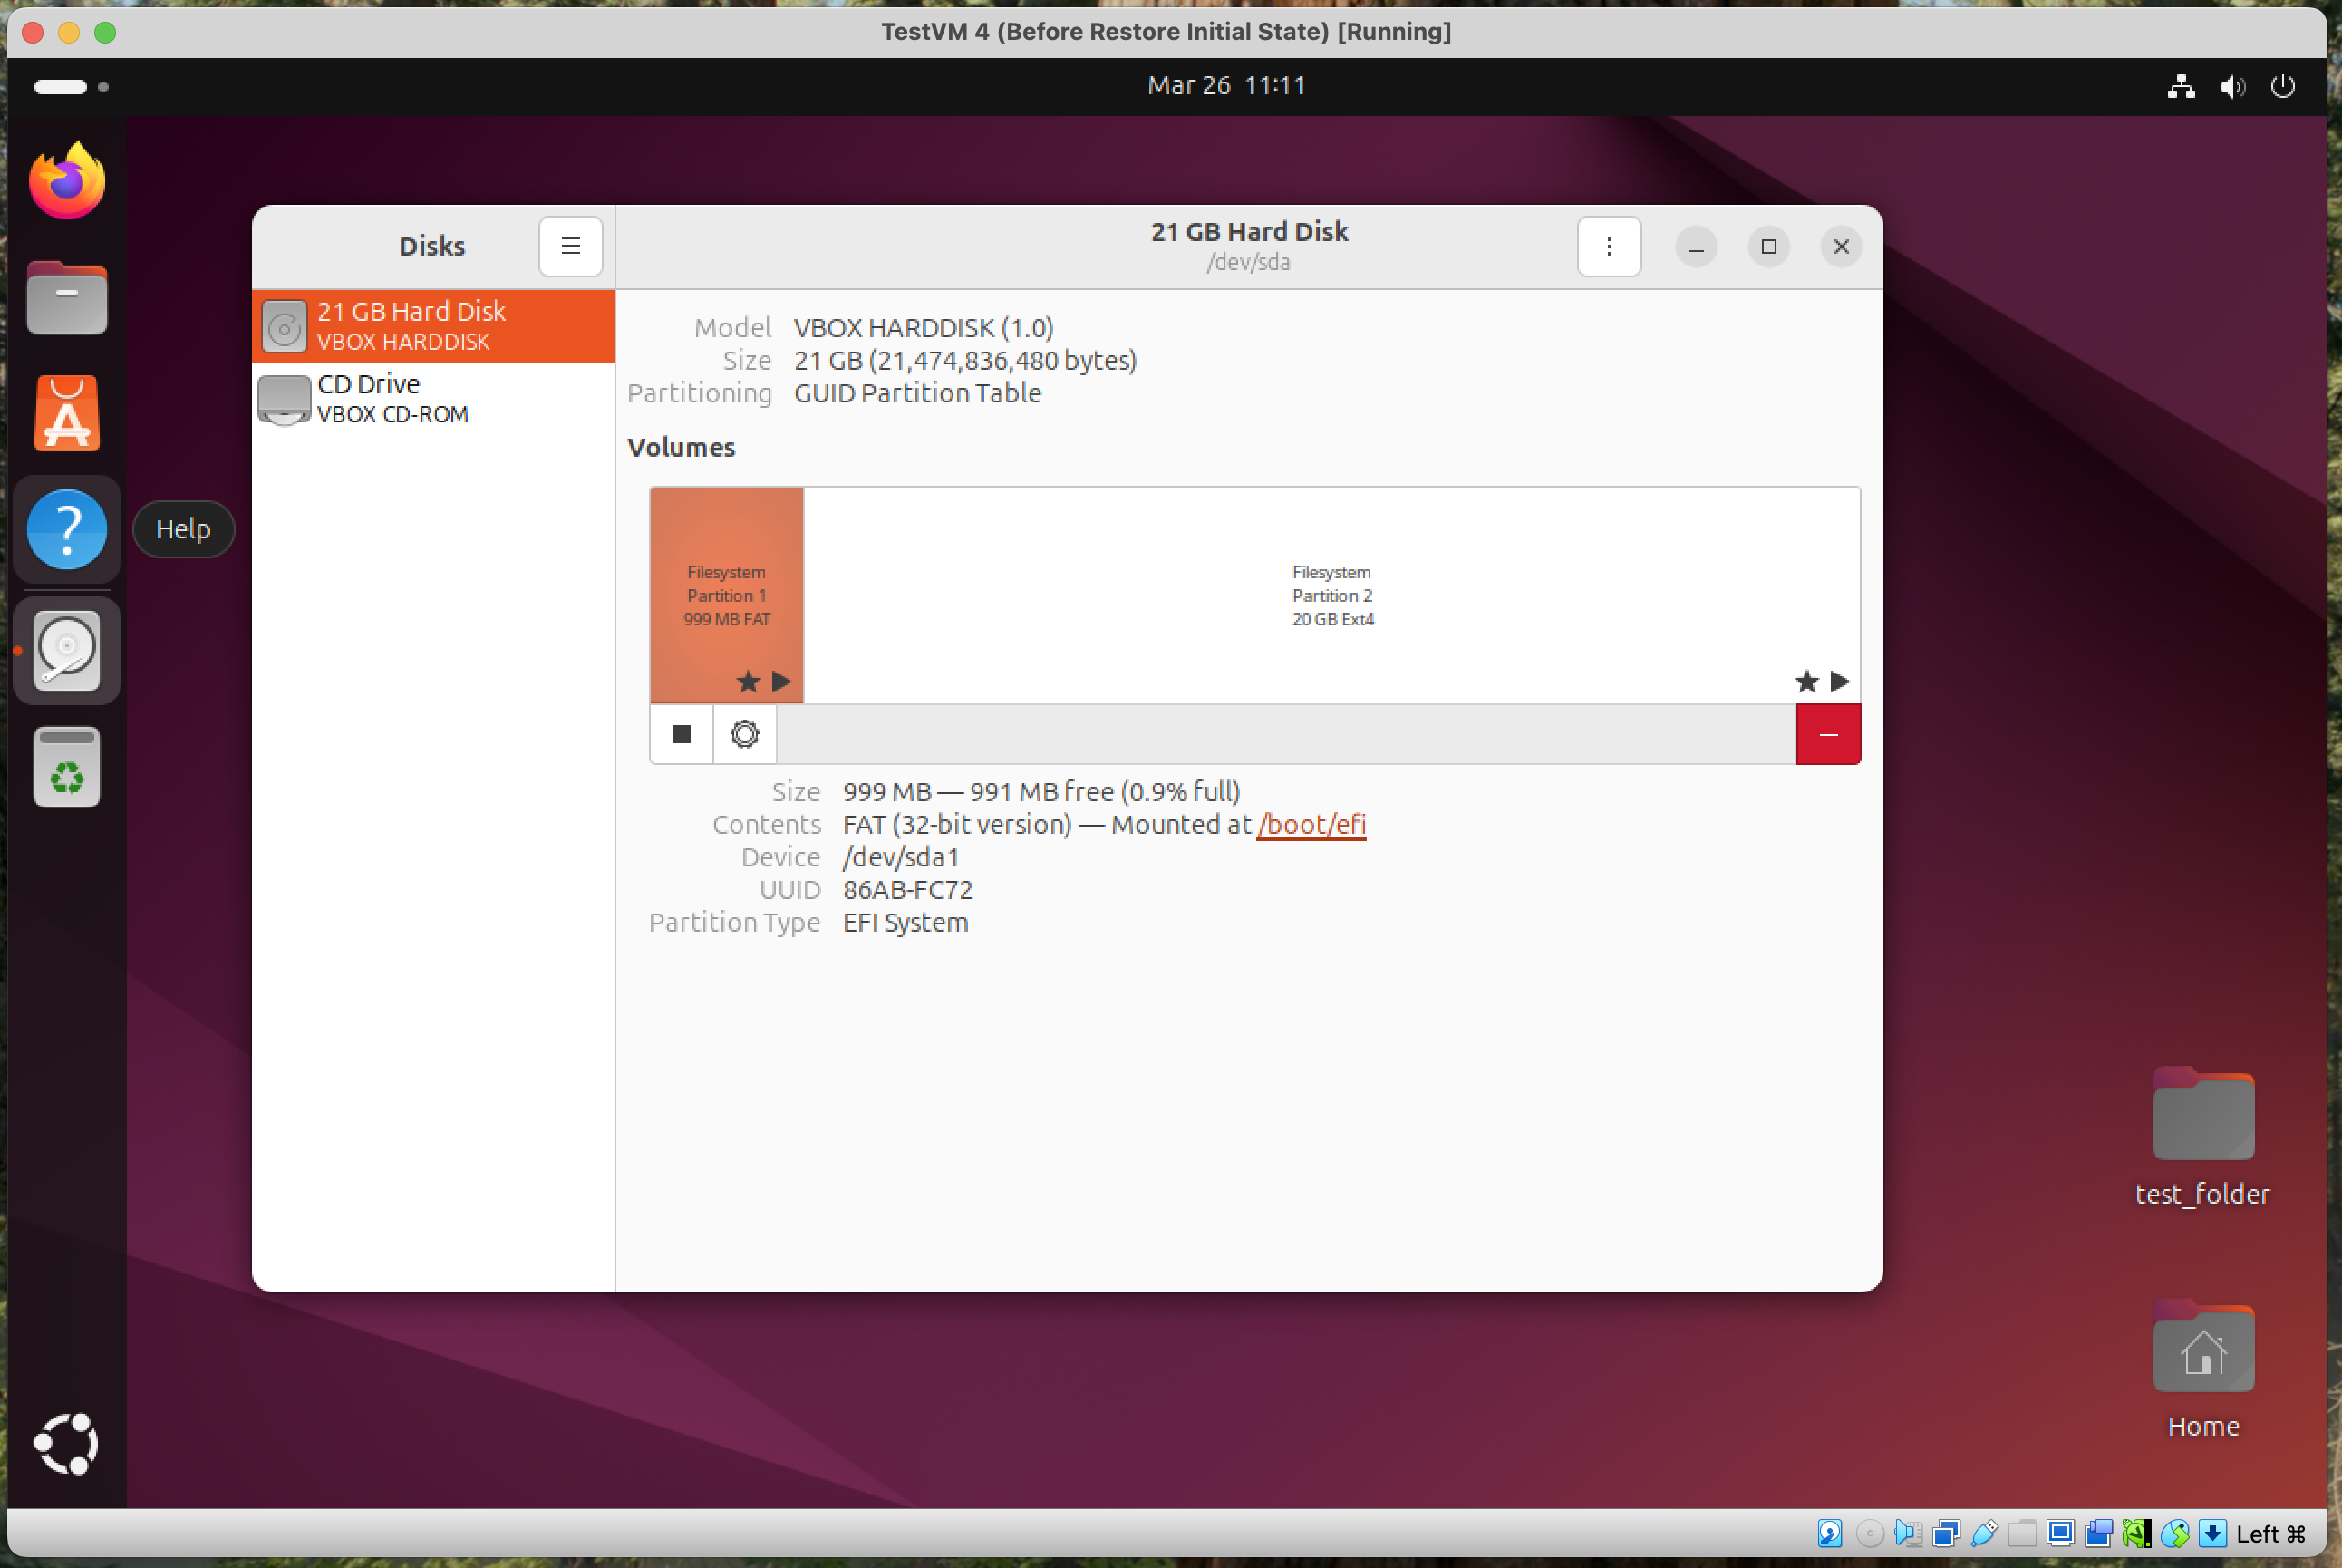 TestVM 4 (Before Restore Initial State) [Running]
Mar 26 11:11
Disks
21 GB Hard Disk
/dev/sda
21 GB Hard Disk
VBOX HARDDISK
CD Drive
VBOX CD-ROM
Help
Model VBOX HARDDISK (1.0)
Size 21 GB (21,474,836,480 bytes)
Partitioning GUID Partition Table
Volumes
Filesystem
Partition 1
999 MB FAT
Filesystem
Partition 2
20 GB Ext4
Size 999 MB — 991 MB free (0.9% full)
Contents FAT (32-bit version) — Mounted at /boot/efi
Device /dev/sda1
UUID 86AB-FC72
Partition Type EFI System
test_folder
Home
Left ⌘